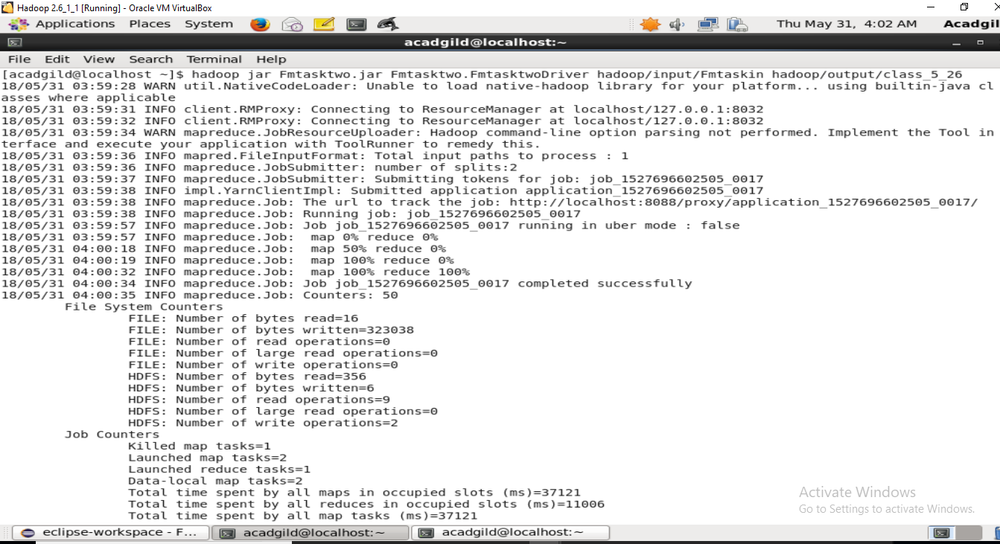 Hadoop 2.6_1_1 [Running] - Oracle VM VirtualBox
Applications Places System Thu May 31, 4:02 AM Acadgil
acadgild@localhost:~
File Edit View Search Terminal Help
[acadgild@localhost ~]$ hadoop jar Fmtasktwo.jar Fmtasktwo.FmtasktwoDriver hadoop/input/Fmtaskin hadoop/output/class_5_26
18/05/31 03:59:28 WARN util.NativeCodeLoader: Unable to load native-hadoop library for your platform... using builtin-java cl
asses where applicable
18/05/31 03:59:31 INFO client.RMProxy: Connecting to ResourceManager at localhost/127.0.0.1:8032
18/05/31 03:59:32 INFO client.RMProxy: Connecting to ResourceManager at localhost/127.0.0.1:8032
18/05/31 03:59:34 WARN mapreduce.JobResourceUploader: Hadoop command-line option parsing not performed. Implement the Tool in
terface and execute your application with ToolRunner to remedy this.
18/05/31 03:59:36 INFO mapred.FileInputFormat: Total input paths to process : 1
18/05/31 03:59:36 INFO mapreduce.JobSubmitter: number of splits:2
18/05/31 03:59:37 INFO mapreduce.JobSubmitter: Submitting tokens for job: job_1527696602505_0017
18/05/31 03:59:38 INFO impl.YarnClientImpl: Submitted application application_1527696602505_0017
18/05/31 03:59:38 INFO mapreduce.Job: The url to track the job: http://localhost:8088/proxy/application_1527696602505_0017/
18/05/31 03:59:38 INFO mapreduce.Job: Running job: job_1527696602505_0017
18/05/31 03:59:57 INFO mapreduce.Job: Job job_1527696602505_0017 running in uber mode : false
18/05/31 03:59:57 INFO mapreduce.Job:  map 0% reduce 0%
18/05/31 04:00:18 INFO mapreduce.Job:  map 50% reduce 0%
18/05/31 04:00:19 INFO mapreduce.Job:  map 100% reduce 0%
18/05/31 04:00:32 INFO mapreduce.Job:  map 100% reduce 100%
18/05/31 04:00:34 INFO mapreduce.Job: Job job_1527696602505_0017 completed successfully
18/05/31 04:00:35 INFO mapreduce.Job: Counters: 50
File System Counters
FILE: Number of bytes read=16
FILE: Number of bytes written=323038
FILE: Number of read operations=0
FILE: Number of large read operations=0
FILE: Number of write operations=0
HDFS: Number of bytes read=356
HDFS: Number of bytes written=6
HDFS: Number of read operations=9
HDFS: Number of large read operations=0
HDFS: Number of write operations=2
Job Counters
Killed map tasks=1
Launched map tasks=2
Launched reduce tasks=1
Data-local map tasks=2
Total time spent by all maps in occupied slots (ms)=37121
Total time spent by all reduces in occupied slots (ms)=11006
Total time spent by all map tasks (ms)=37121
Activate Windows
Go to Settings to activate Windows.
eclipse-workspace - F... acadgild@localhost:~ acadgild@localhost:~